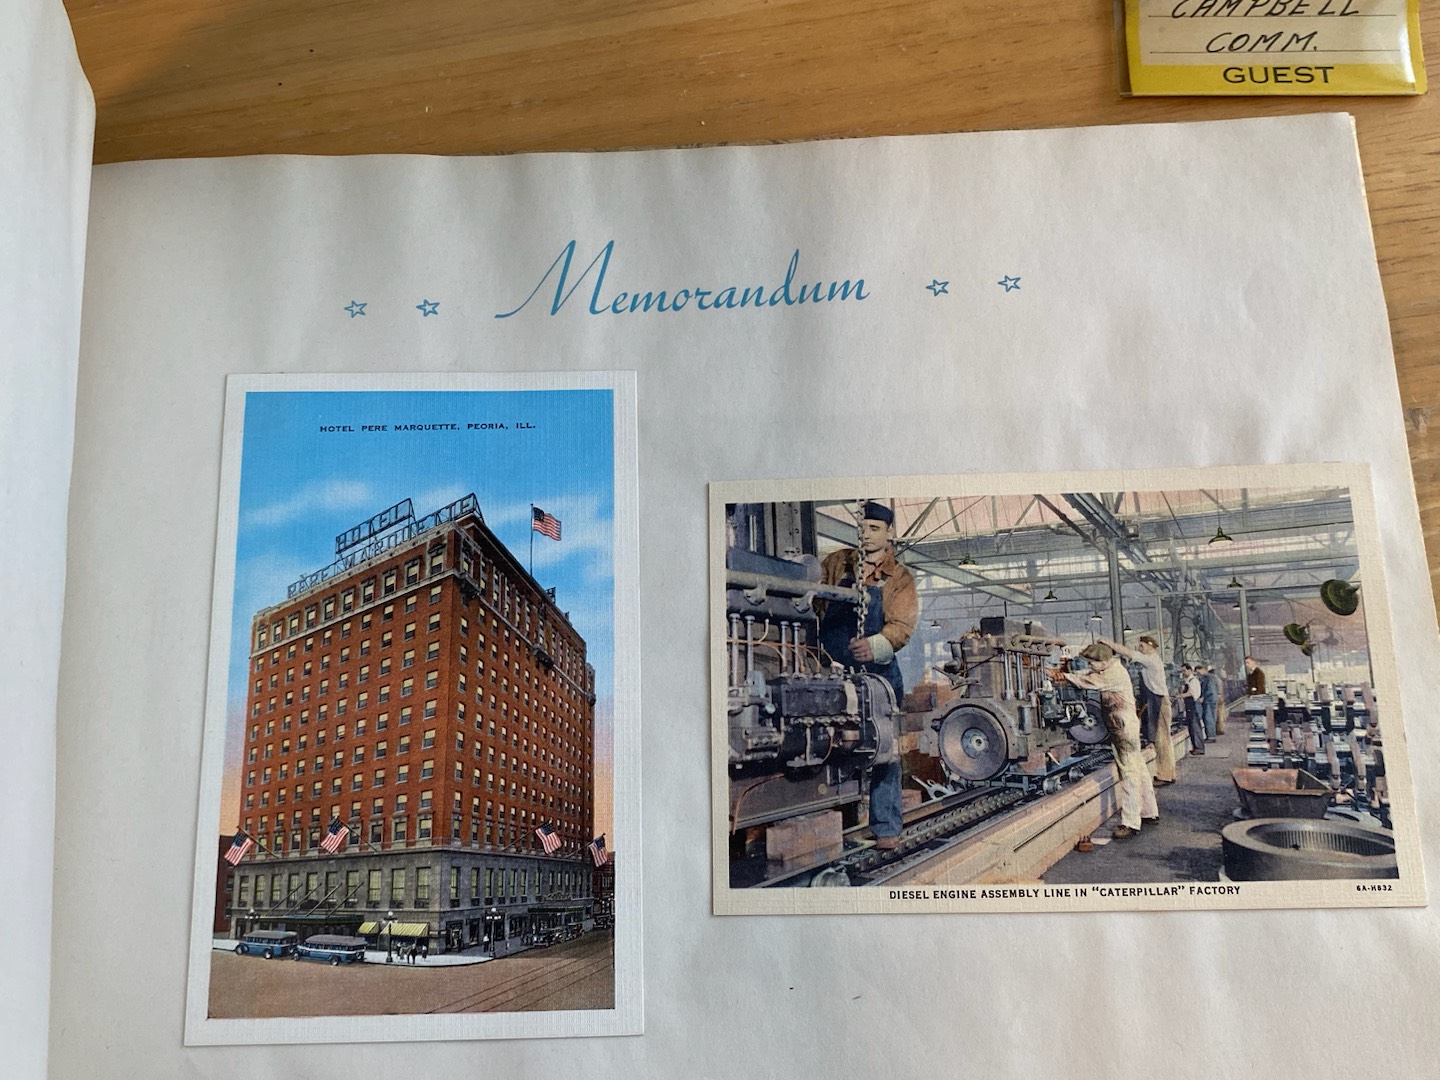 CAMPBELL
COMM.
GUEST
Memorandum
HOTEL PERE MARQUETTE, PEORIA, ILL.
HOTEL
PERE MARQUETTE
DIESEL ENGINE ASSEMBLY LINE IN "CATERPILLAR" FACTORY
6A-H832